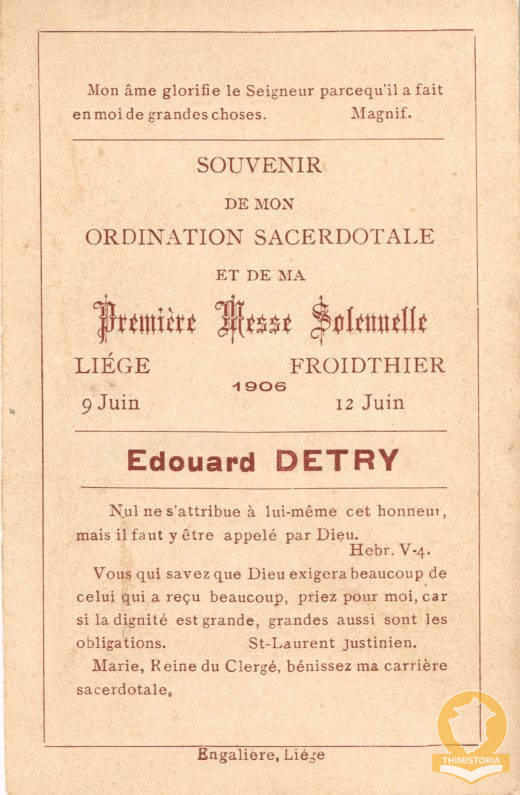 Mon âme glorifie le Seigneur parcequ'il a fait
en moi de grandes choses. Magnif.
SOUVENIR
DE MON
ORDINATION SACERDOTALE
ET DE MA
Première Messe Solennelle
LIÉGE FROIDTHIER
1906
9 Juin 12 Juin
Edouard DETRY
Nul ne s'attribue à lui-même cet honneur,
mais il faut y être appelé par Dieu.
Hebr. V-4.
Vous qui savez que Dieu exigera beaucoup de
celui qui a reçu beaucoup, priez pour moi, car
si la dignité est grande, grandes aussi sont les
obligations. St-Laurent Justinien.
Marie, Reine du Clergé, bénissez ma carrière
sacerdotale.
Engalière, Liége
THIMISTORIA